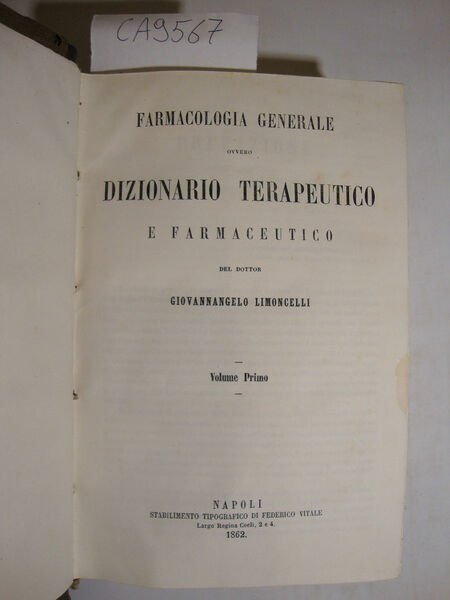 CA9567
FARMACOLOGIA GENERALE
OVVERO
DIZIONARIO TERAPEUTICO
E FARMACEUTICO
DEL DOTTOR
GIOVANNANGELO LIMONCELLI
Volume Primo
NAPOLI
STABILIMENTO TIPOGRAFICO DI FEDERICO VITALE
Largo Regina Coeli, 2 e 4.
1862.